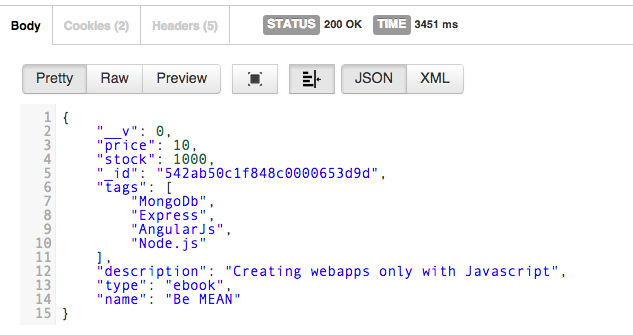 Body Cookies (2) Headers (5) STATUS 200 OK TIME 3451 ms
Pretty Raw Preview JSON XML
1 {
2 "__v": 0,
3 "price": 10,
4 "stock": 1000,
5 "_id": "542ab50c1f848c0000653d9d",
6 "tags": [
7 "MongoDb",
8 "Express",
9 "AngularJs",
10 "Node.js"
11 ],
12 "description": "Creating webapps only with Javascript",
13 "type": "ebook",
14 "name": "Be MEAN"
15 }